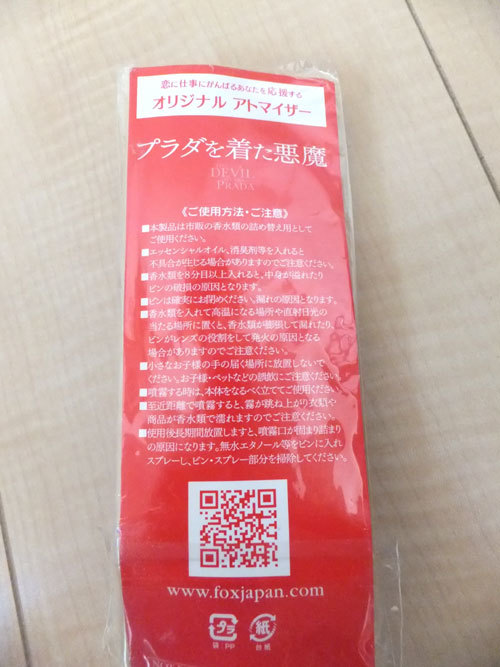 恋に仕事にがんばるあなたを応援する
オリジナル アトマイザー
プラダを着た悪魔
DEVIL
PRADA
《ご使用方法・ご注意》
■本製品は市販の香水類の詰め替え用として
ご使用ください。
■エッセンシャルオイル、消臭剤等を入れると
不具合が生じる場合がありますのでご注意ください。
■香水類を8分目以上入れると、中身が溢れたり
ビンの破損の原因となります。
■ビンは確実にお閉めください。漏れの原因となります。
■香水類を入れて高温になる場所や直射日光の
当たる場所に置くと、香水類が膨張して漏れたり、
ビンがレンズの役割をして発火の原因となる
場合がありますのでご注意ください。
■小さなお子様の手の届く場所に放置しないで
ください。お子様・ペットなどの誤飲にご注意ください。
■噴霧する時は、本体をなるべく立ててご使用ください。
■至近距離で噴霧すると、霧が跳ね上がり衣類や
商品が香水類で濡れますのでご注意ください。
■使用後長期間放置しますと、噴霧口が固まり詰まり
の原因になります。無水エタノール等をビンに入れ
スプレーし、ビン・スプレー部分を掃除してください。
www.foxjapan.com
プラ 紙
袋:PP 台紙